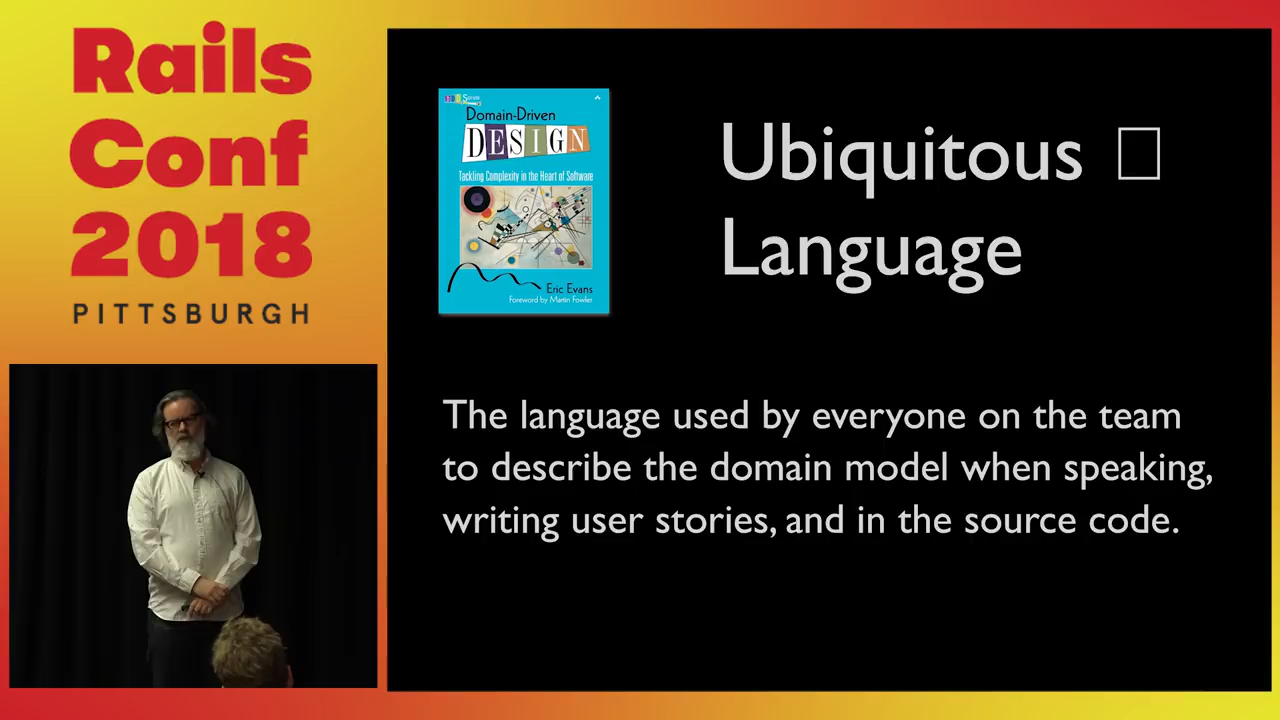 Rails
Conf
2018
PITTSBURGH
Domain-Driven
DESIGN
Tackling Complexity in the Heart of Software
Eric Evans
Foreword by Martin Fowler
Ubiquitous □
Language
The language used by everyone on the team
to describe the domain model when speaking,
writing user stories, and in the source code.